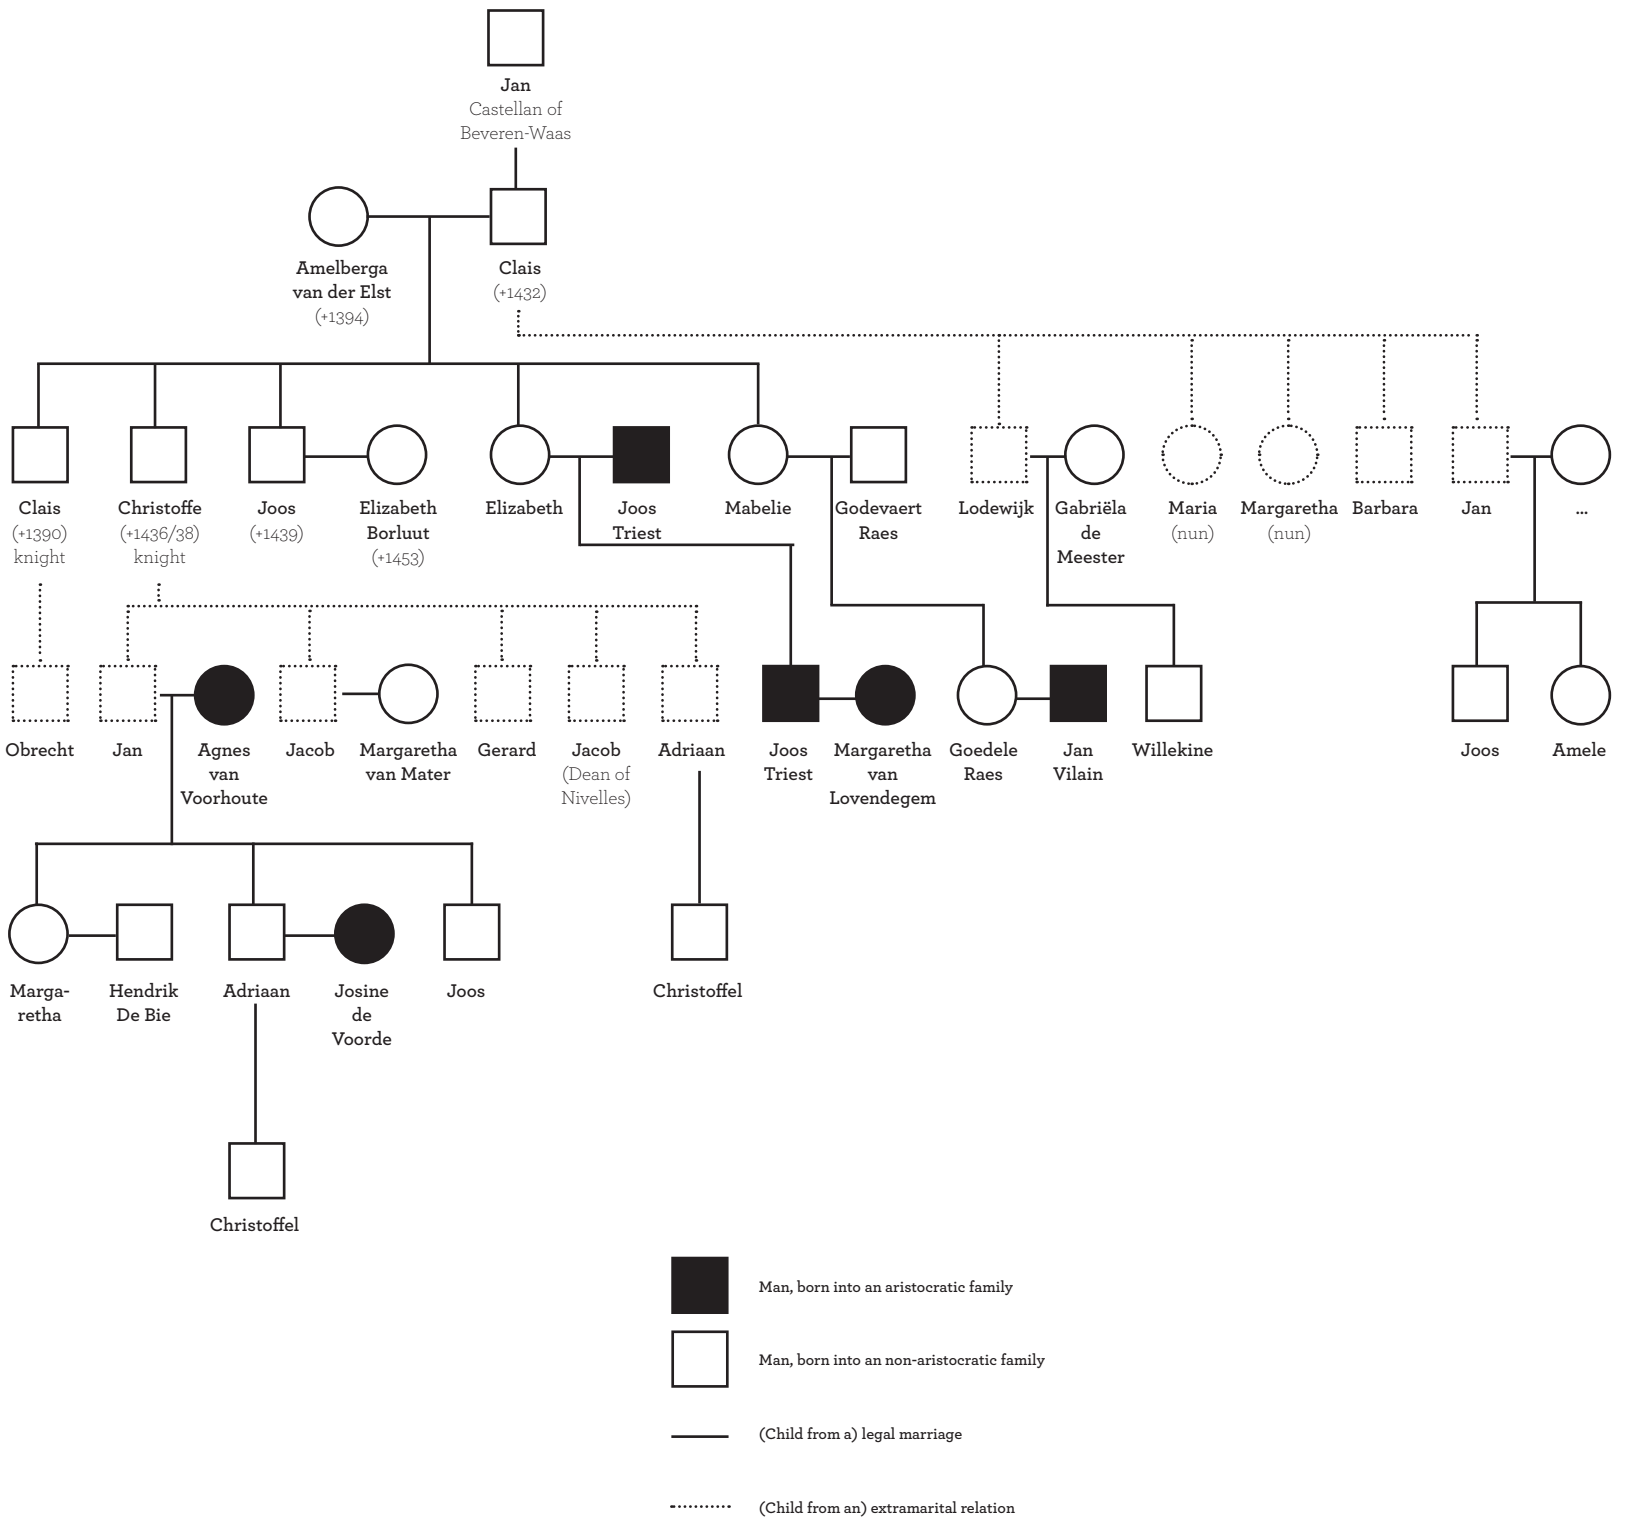 Jan
Castellan of
Beveren-Waas
Amelberga
van der Elst
(+1394)
Clais
(+1432)
Clais
(+1390)
knight
Christoffe
(+1436/38)
knight
Joos
(+1439)
Elizabeth
Borluut
(+1453)
Elizabeth
Joos
Triest
Mabelie
Godevaert
Raes
Lodewijk
Gabriëla
de
Meester
Maria
(nun)
Margaretha
(nun)
Barbara
Jan
...
Obrecht
Jan
Agnes
van
Voorhoute
Jacob
Margaretha
van Mater
Gerard
Jacob
(Dean of
Nivelles)
Adriaan
Joos
Triest
Margaretha
van
Lovendegem
Goedele
Raes
Jan
Vilain
Willekine
Joos
Amele
Marga-
retha
Hendrik
De Bie
Adriaan
Josine
de
Voorde
Joos
Christoffel
Christoffel
Man, born into an aristocratic family
Man, born into an non-aristocratic family
(Child from a) legal marriage
(Child from an) extramarital relation